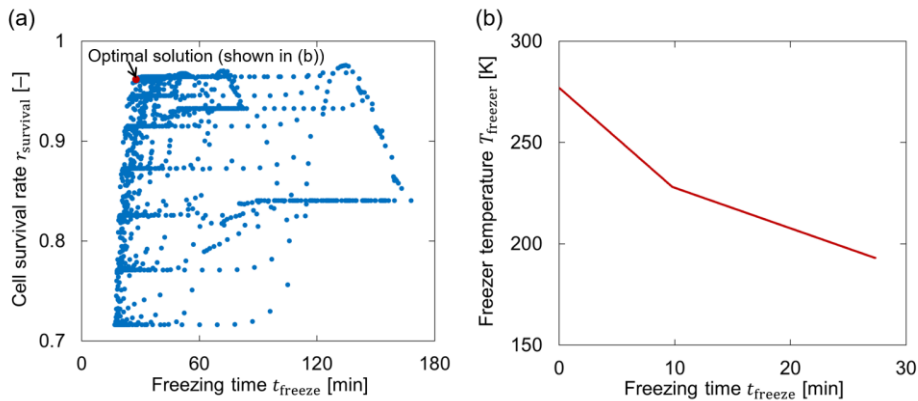 (a)
1
Optimal solution (shown in (b))
0.9
0.8
0.7
Cell survival rate r_survival [–]
0
60
120
180
Freezing time t_freeze [min]
(b)
300
250
200
150
Freezer temperature T_freezer [K]
0
10
20
30
Freezing time t_freeze [min]